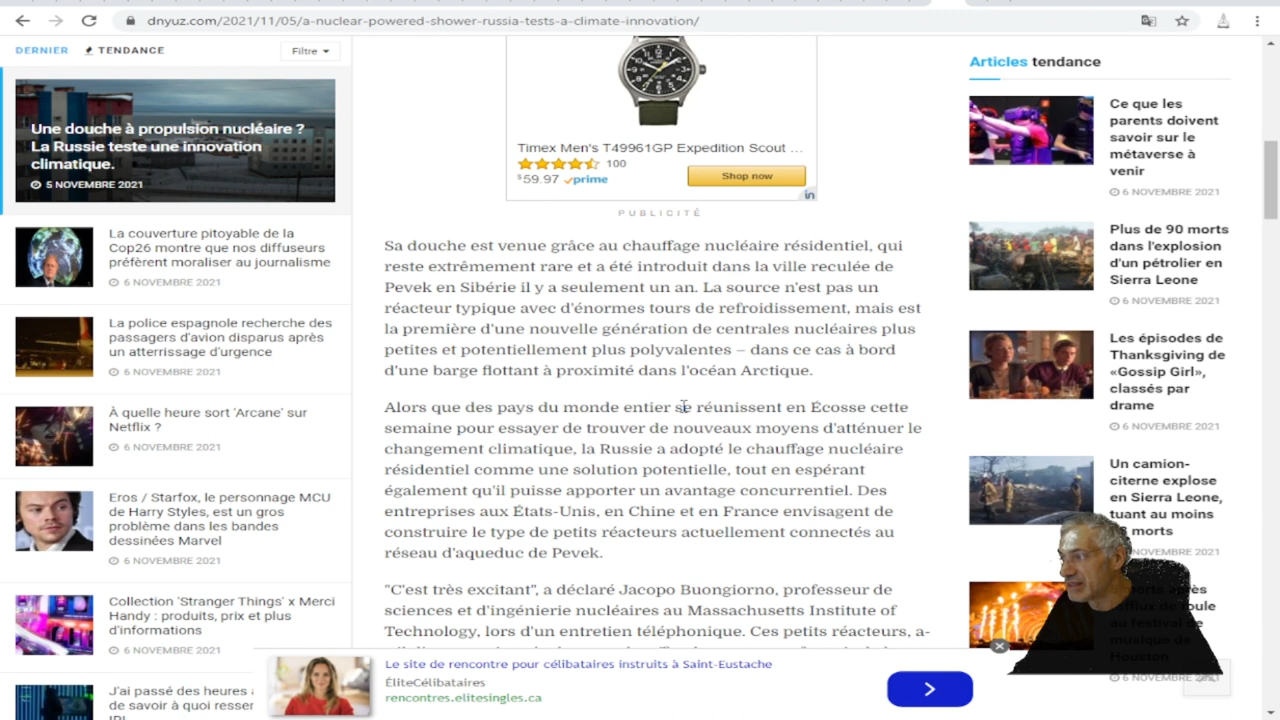 dnyuz.com/2021/11/05/a-nuclear-powered-shower-russia-tests-a-climate-innovation/
DERNIER
TENDANCE
Filtre
Une douche à propulsion nucléaire ?
La Russie teste une innovation
climatique.
5 NOVEMBRE 2021
La couverture pitoyable de la
Cop26 montre que nos diffuseurs
préfèrent moraliser au journalisme
6 NOVEMBRE 2021
La police espagnole recherche des
passagers d'avion disparus après
un atterrissage d'urgence
6 NOVEMBRE 2021
À quelle heure sort 'Arcane' sur
Netflix ?
6 NOVEMBRE 2021
Eros / Starfox, le personnage MCU
de Harry Styles, est un gros
problème dans les bandes
dessinées Marvel
6 NOVEMBRE 2021
Collection 'Stranger Things' x Merci
Handy : produits, prix et plus
d'informations
6 NOVEMBRE 2021
J'ai passé des heures
de savoir à quoi
Timex Men's T49961GP Expedition Scout ...
100
$59.97 prime
Shop now
in
PUBLICITÉ
Sa douche est venue grâce au chauffage nucléaire résidentiel, qui
reste extrêmement rare et a été introduit dans la ville reculée de
Pevek en Sibérie il y a seulement un an. La source n'est pas un
réacteur typique avec d'énormes tours de refroidissement, mais est
la première d'une nouvelle génération de centrales nucléaires plus
petites et potentiellement plus polyvalentes – dans ce cas à bord
d'une barge flottant à proximité dans l'océan Arctique.
Alors que des pays du monde entier se réunissent en Écosse cette
semaine pour essayer de trouver de nouveaux moyens d'atténuer le
changement climatique, la Russie a adopté le chauffage nucléaire
résidentiel comme une solution potentielle, tout en espérant
également qu'il puisse apporter un avantage concurrentiel. Des
entreprises aux États-Unis, en Chine et en France envisagent de
construire le type de petits réacteurs actuellement connectés au
réseau d'aqueduc de Pevek.
"C'est très excitant", a déclaré Jacopo Buongiorno, professeur de
sciences et d'ingénierie nucléaires au Massachusetts Institute of
Technology, lors d'un entretien téléphonique. Ces petits réacteurs, a-
Le site de rencontre pour célibataires instruits à Saint-Eustache
ÉliteCélibataires
rencontres.elitesingles.ca
Articles tendance
Ce que les
parents doivent
savoir sur le
métaverse à
venir
6 NOVEMBRE 2021
Plus de 90 morts
dans l'explosion
d'un pétrolier en
Sierra Leone
6 NOVEMBRE 2021
Les épisodes de
Thanksgiving de
«Gossip Girl»,
classés par
drame
6 NOVEMBRE 2021
Un camion-
citerne explose
en Sierra Leone,
tuant au moins
morts
NOVEMBRE 2021
après
de foule
au festival de
musique de
Houston
6 NOVEMBRE 2021